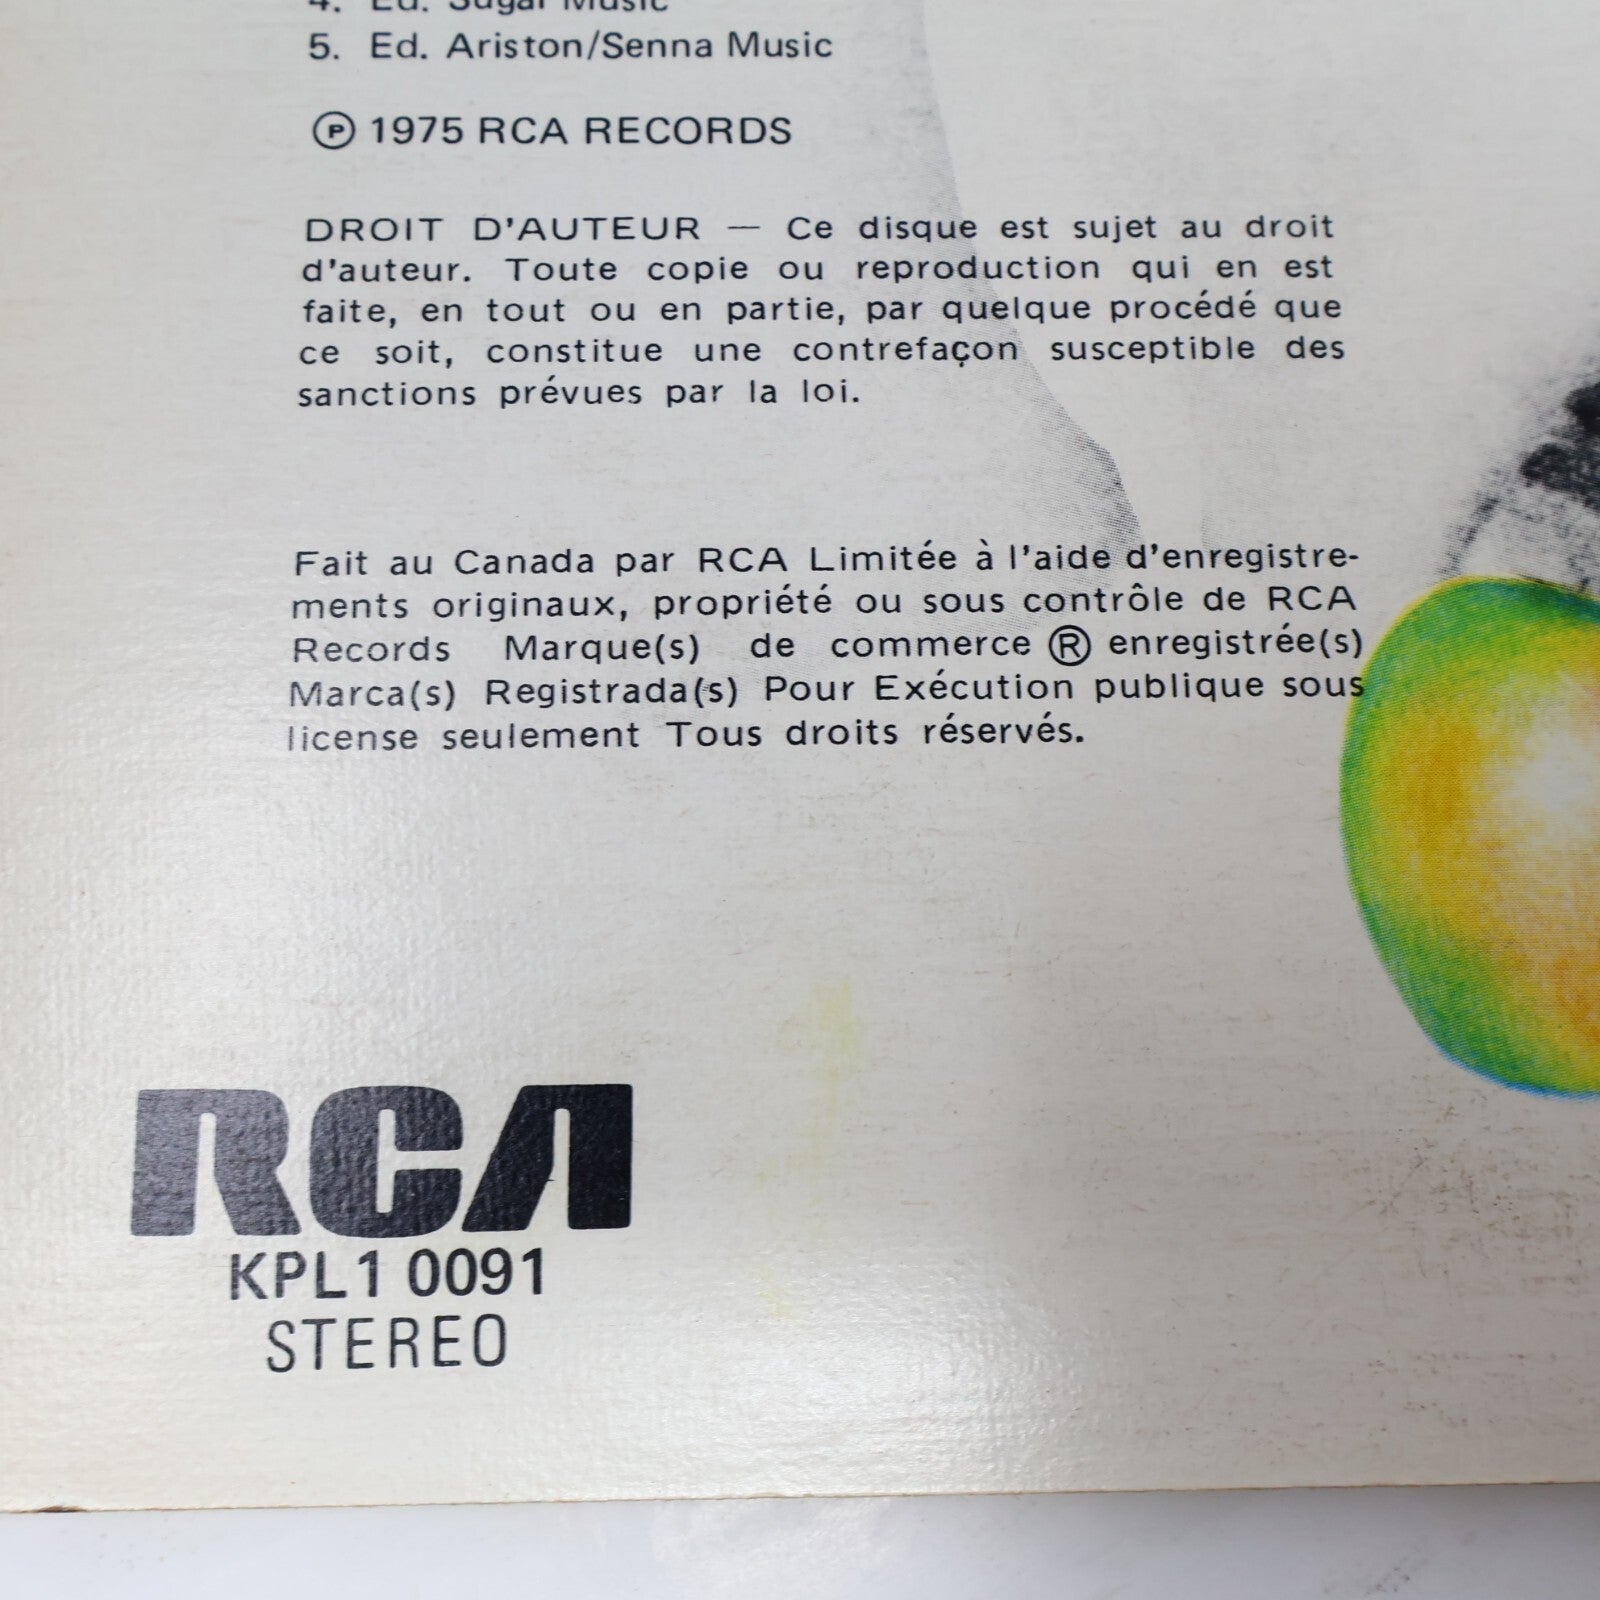 4. Ed. Sugar Music
5. Ed. Ariston/Senna Music
Ⓟ 1975 RCA RECORDS
DROIT D'AUTEUR — Ce disque est sujet au droit
d'auteur. Toute copie ou reproduction qui en est
faite, en tout ou en partie, par quelque procédé que
ce soit, constitue une contrefaçon susceptible des
sanctions prévues par la loi.
Fait au Canada par RCA Limitée à l'aide d'enregistre-
ments originaux, propriété ou sous contrôle de RCA
Records Marque(s) de commerce ® enregistrée(s)
Marca(s) Registrada(s) Pour Exécution publique sous
license seulement Tous droits réservés.
RCA
KPL1 0091
STEREO